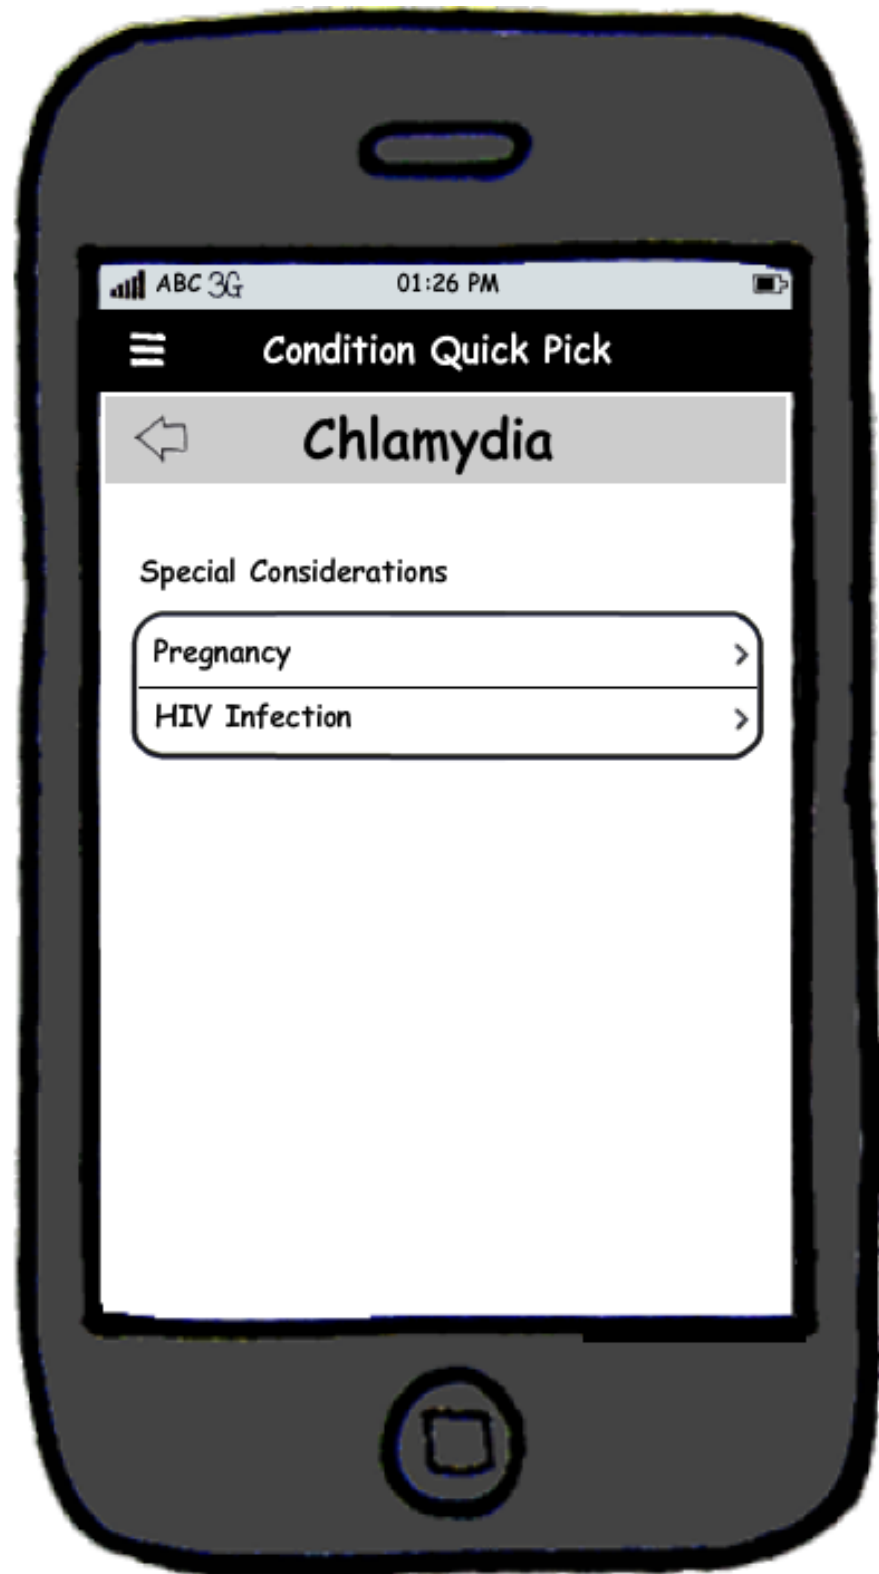 ABC 3G 01:26 PM
Condition Quick Pick
Chlamydia
Special Considerations
Pregnancy
HIV Infection